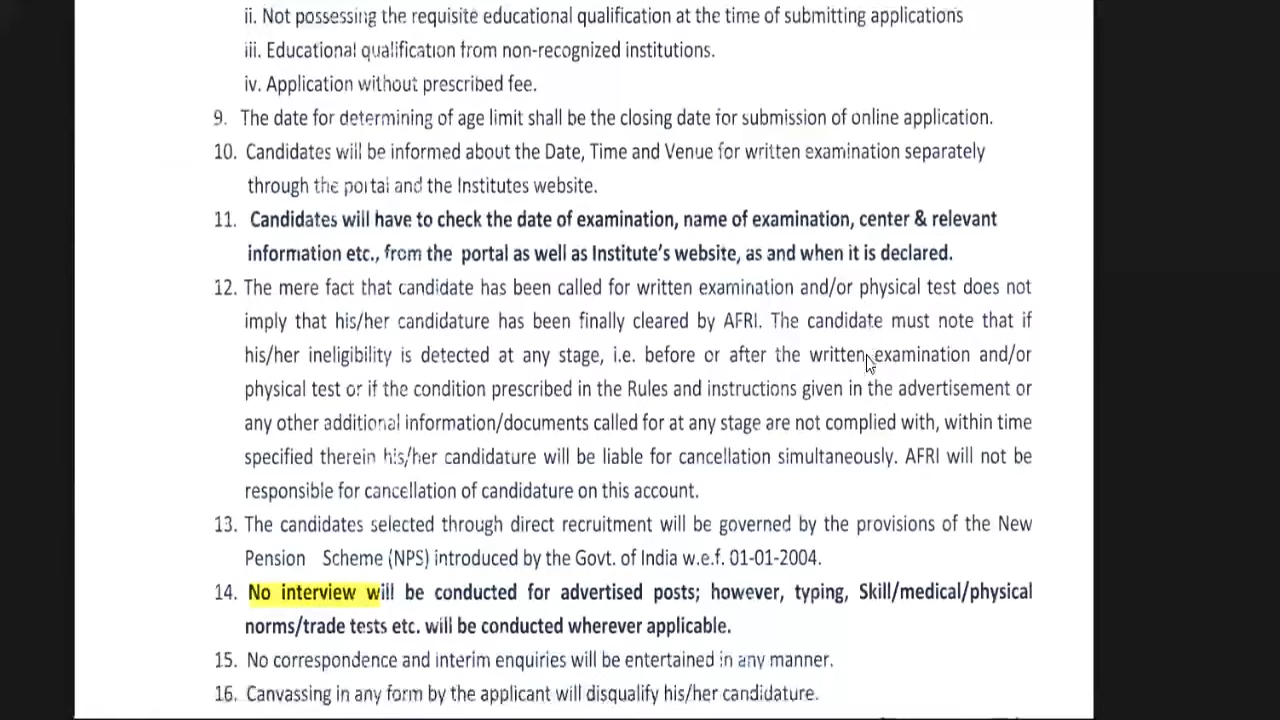 ii. Not possessing the requisite educational qualification at the time of submitting applications
iii. Educational qualification from non-recognized institutions.
iv. Application without prescribed fee.
9. The date for determining of age limit shall be the closing date for submission of online application.
10. Candidates will be informed about the Date, Time and Venue for written examination separately
through the portal and the Institutes website.
11. Candidates will have to check the date of examination, name of examination, center & relevant
information etc., from the portal as well as Institute's website, as and when it is declared.
12. The mere fact that candidate has been called for written examination and/or physical test does not
imply that his/her candidature has been finally cleared by AFRI. The candidate must note that if
his/her ineligibility is detected at any stage, i.e. before or after the written examination and/or
physical test or if the condition prescribed in the Rules and instructions given in the advertisement or
any other additional information/documents called for at any stage are not complied with, within time
specified therein his/her candidature will be liable for cancellation simultaneously. AFRI will not be
responsible for cancellation of candidature on this account.
13. The candidates selected through direct recruitment will be governed by the provisions of the New
Pension Scheme (NPS) introduced by the Govt. of India w.e.f. 01-01-2004.
14. No interview will be conducted for advertised posts; however, typing, Skill/medical/physical
norms/trade tests etc. will be conducted wherever applicable.
15. No correspondence and interim enquiries will be entertained in any manner.
16. Canvassing in any form by the applicant will disqualify his/her candidature.